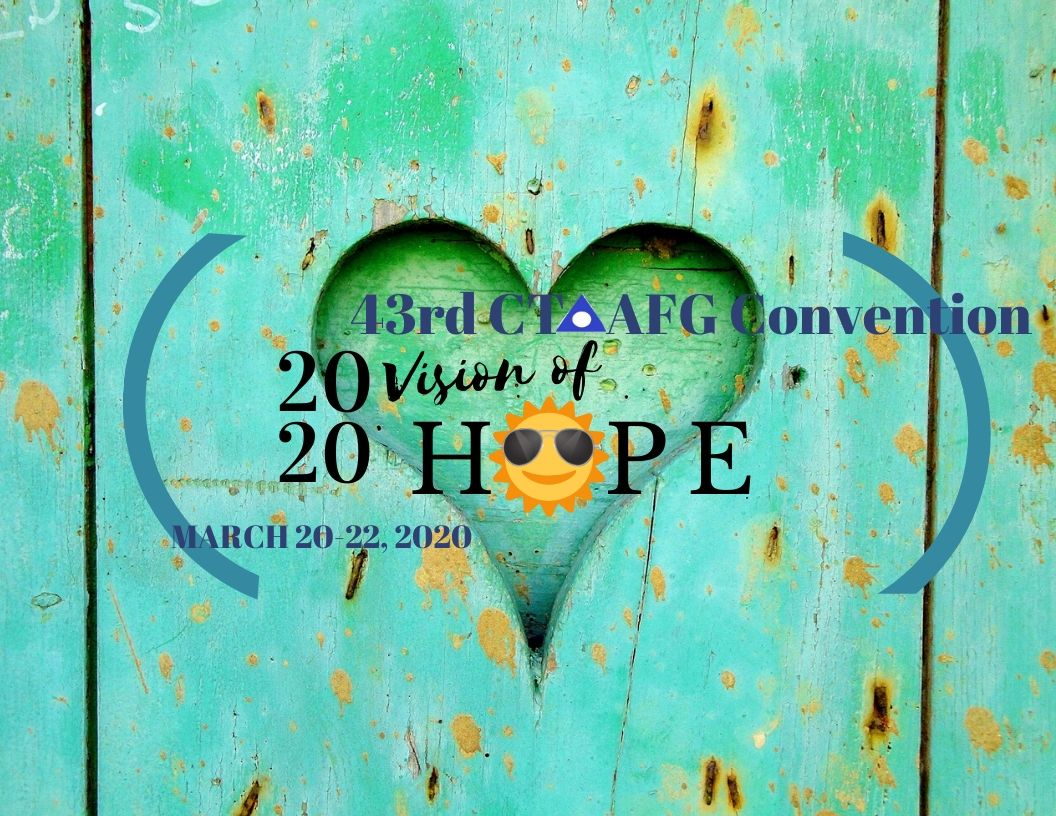 43rd CT AFG Convention
20 Vision of
20 HOPE
MARCH 20-22, 2020